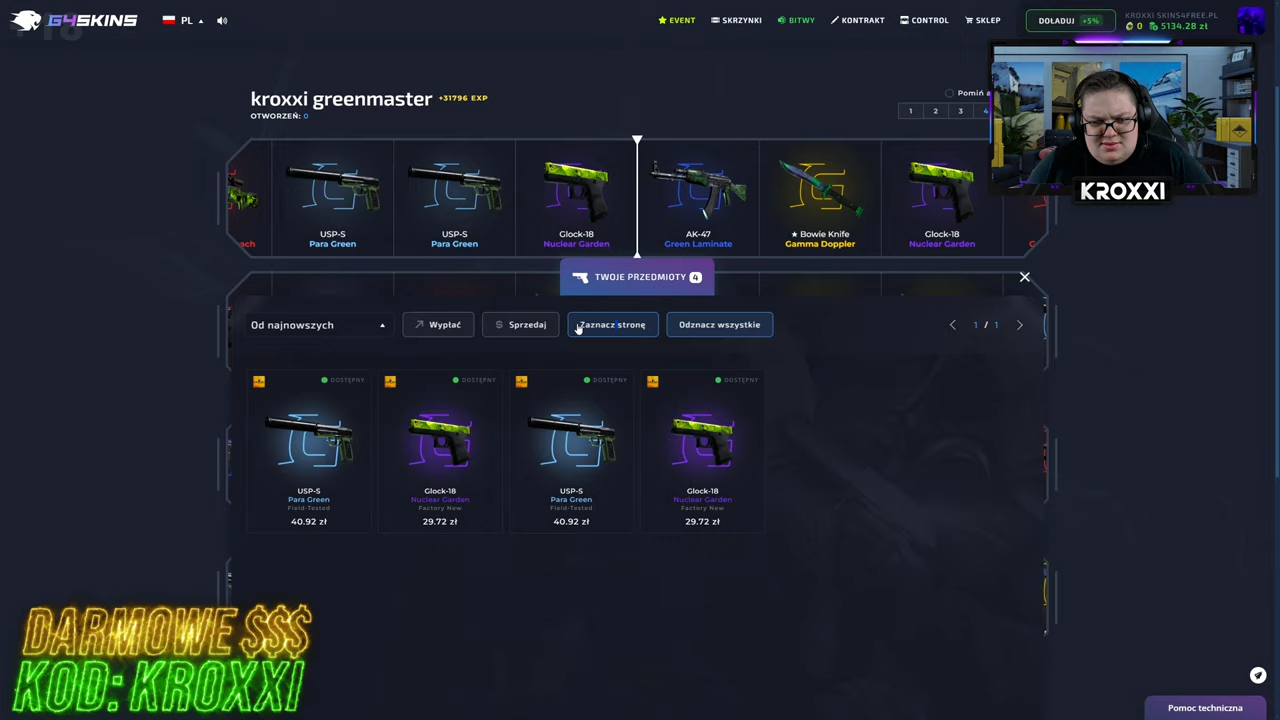 G4SKINS
PL
EVENT
SKRZYNKI
BITWY
KONTRAKT
CONTROL
SKLEP
DOŁADUJ +5%
KROXXI SKINS4FREE.PL
0 5134.28 zł
+18
kroxxi greenmaster +31796 EXP
OTWORZEŃ: 0
Pomiń a
1 2 3 4
KROXXI
ach
USP-S
Para Green
USP-S
Para Green
Glock-18
Nuclear Garden
AK-47
Green Laminate
★ Bowie Knife
Gamma Doppler
Glock-18
Nuclear Garden
TWOJE PRZEDMIOTY 4
Od najnowszych
Wypłać
Sprzedaj
Zaznacz stronę
Odznacz wszystkie
1 / 1
DOSTĘPNY
USP-S
Para Green
Field-Tested
40.92 zł
DOSTĘPNY
Glock-18
Nuclear Garden
Factory New
29.72 zł
DOSTĘPNY
USP-S
Para Green
Field-Tested
40.92 zł
DOSTĘPNY
Glock-18
Nuclear Garden
Factory New
29.72 zł
DARMOWE $$$
KOD: KROXXI
Pomoc techniczna